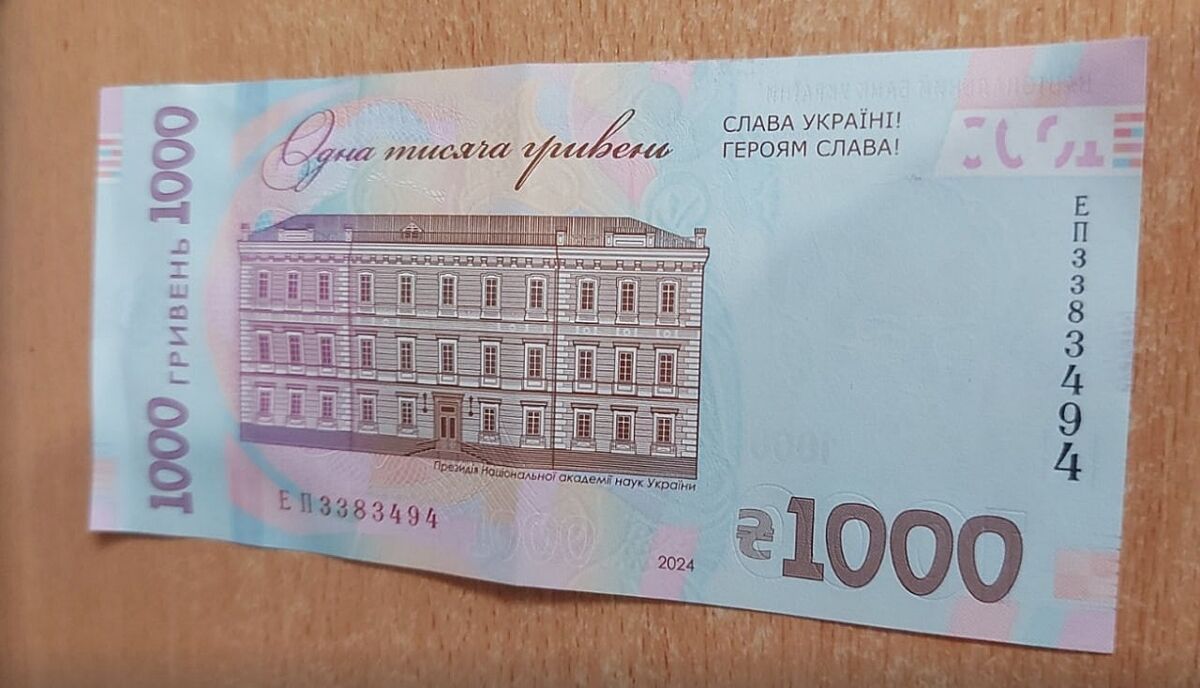 1000 ГРИВЕНЬ 1000
Одна тисяча гривень
СЛАВА УКРАЇНІ!
ГЕРОЯМ СЛАВА!
ЕП3383494
Президія Національної академії наук України
ЕП3383494
2024
₴1000